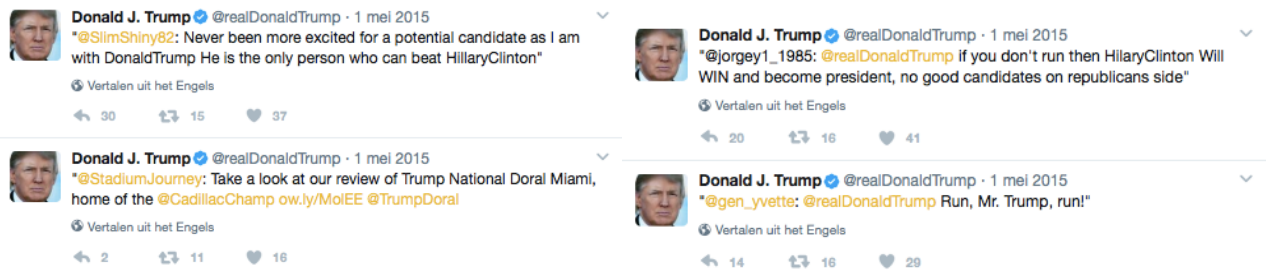 Donald J. Trump @realDonaldTrump · 1 mei 2015
"@SlimShiny82: Never been more excited for a potential candidate as I am
with DonaldTrump He is the only person who can beat HillaryClinton"
Vertalen uit het Engels
30 15 37
Donald J. Trump @realDonaldTrump · 1 mei 2015
"@StadiumJourney: Take a look at our review of Trump National Doral Miami,
home of the @CadillacChamp ow.ly/MolEE @TrumpDoral
Vertalen uit het Engels
2 11 16
Donald J. Trump @realDonaldTrump · 1 mei 2015
"@jorgey1_1985: @realDonaldTrump if you don't run then HilaryClinton Will
WIN and become president, no good candidates on republicans side"
Vertalen uit het Engels
20 16 41
Donald J. Trump @realDonaldTrump · 1 mei 2015
"@gen_yvette: @realDonaldTrump Run, Mr. Trump, run!"
Vertalen uit het Engels
14 16 29